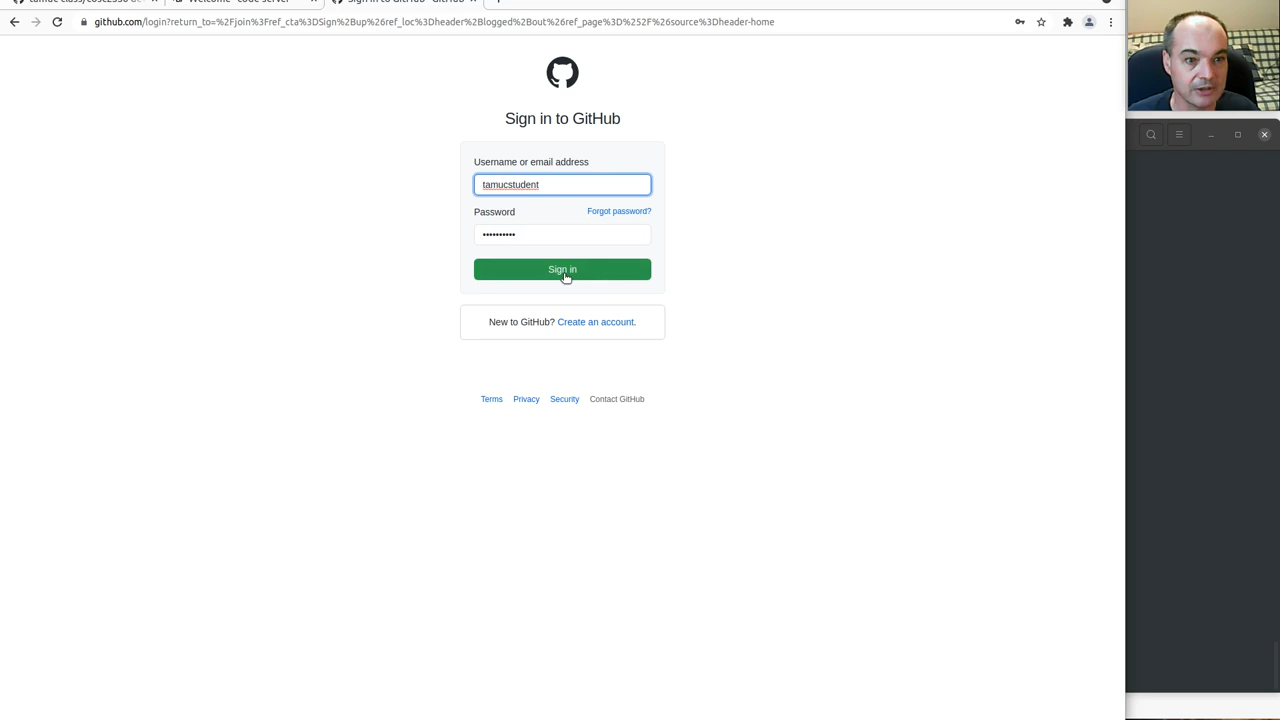 github.com/login?return_to=%2Fjoin%3Fref_cta%3DSign%2Bup%26ref_loc%3Dheader%2Blogged%2Bout%26ref_page%3D%252F%26source%3Dheader-home
Sign in to GitHub
Username or email address
tamucstudent
Password
Forgot password?
••••••••••
Sign in
New to GitHub? Create an account.
Terms
Privacy
Security
Contact GitHub